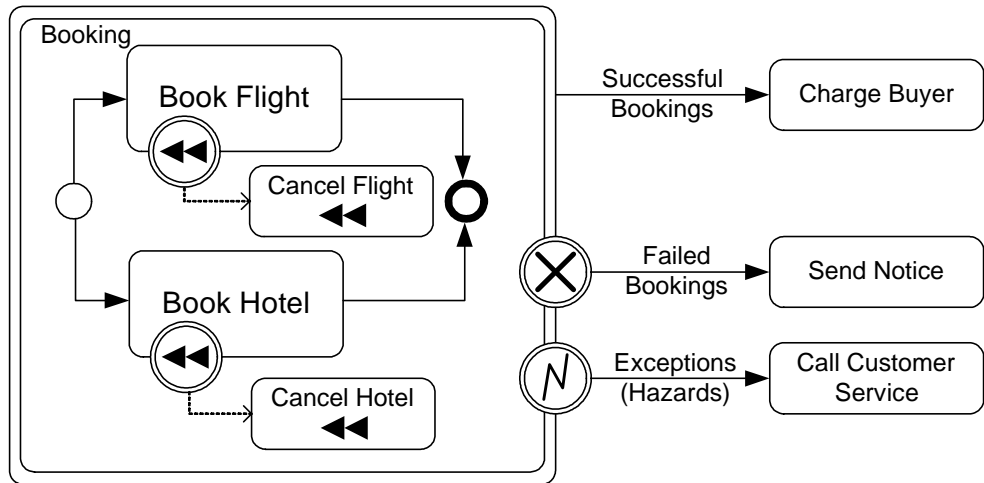 Booking
Book Flight
Cancel Flight
Book Hotel
Cancel Hotel
Successful
Bookings
Charge Buyer
Failed
Bookings
Send Notice
Exceptions
(Hazards)
Call Customer
Service